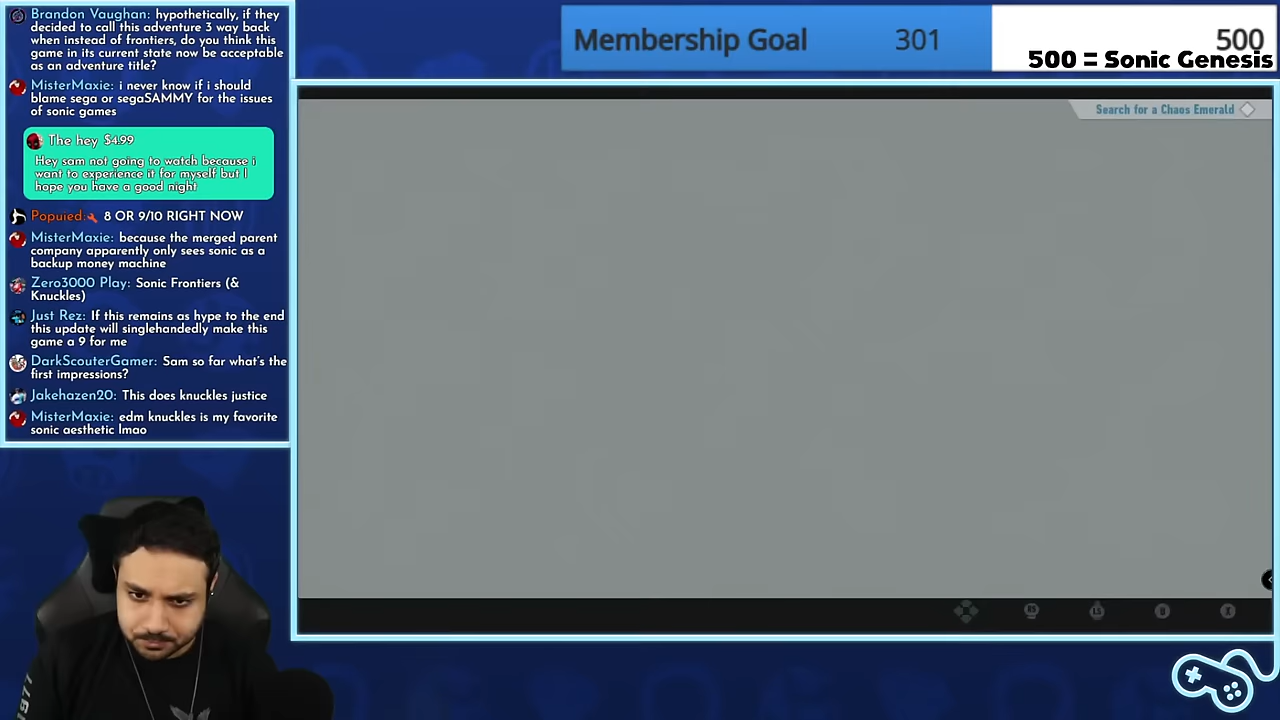 Brandon Vaughan: hypothetically, if they
decided to call this adventure 3 way back
when instead of frontiers, do you think this
game in its current state now be acceptable
as an adventure title?
MisterMaxie: i never know if i should
blame sega or segaSAMMY for the issues
of sonic games
The hey $4.99
Hey sam not going to watch because i
want to experience it for myself but I
hope you have a good night
Popuied: 8 OR 9/10 RIGHT NOW
MisterMaxie: because the merged parent
company apparently only sees sonic as a
backup money machine
Zero3000 Play: Sonic Frontiers (&
Knuckles)
Just Rez: If this remains as hype to the end
this update will singlehandedly make this
game a 9 for me
DarkScouterGamer: Sam so far what's the
first impressions?
Jakehazen20: This does knuckles justice
MisterMaxie: edm knuckles is my favorite
sonic aesthetic lmao
Membership Goal 301 500
500 = Sonic Genesis
Search for a Chaos Emerald
RS LS X